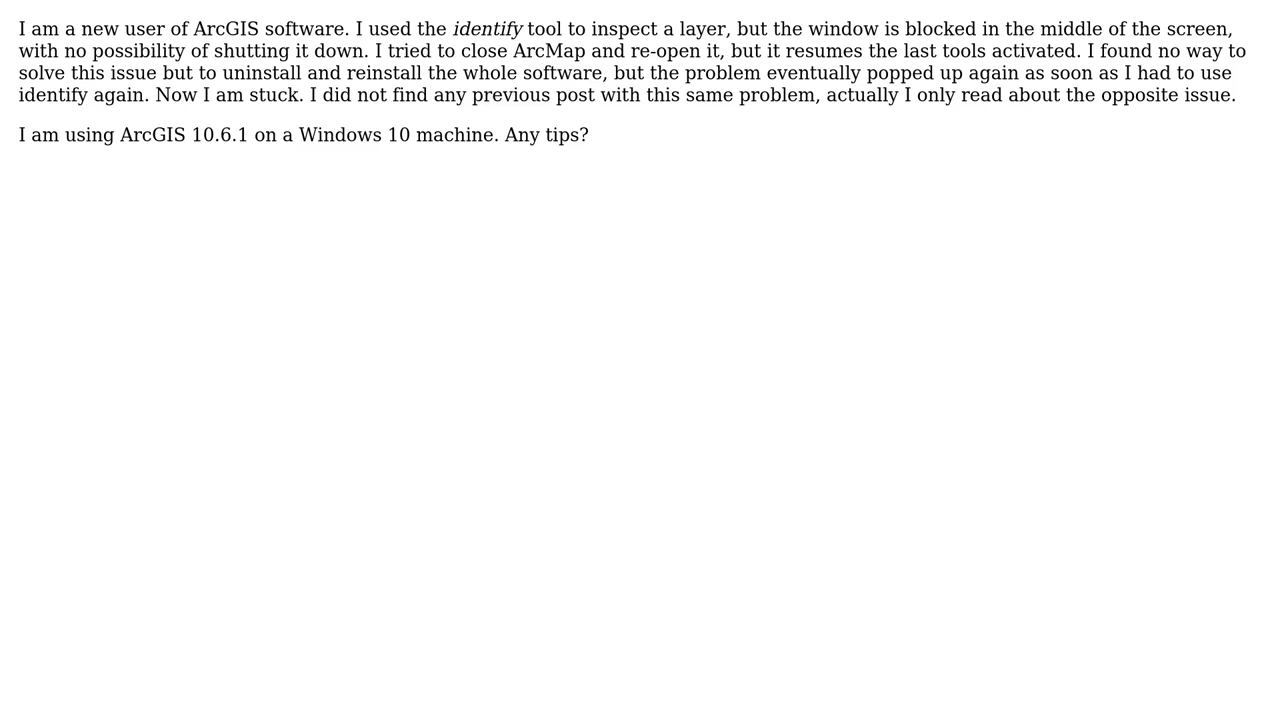 I am a new user of ArcGIS software. I used the identify tool to inspect a layer, but the window is blocked in the middle of the screen,
with no possibility of shutting it down. I tried to close ArcMap and re-open it, but it resumes the last tools activated. I found no way to
solve this issue but to uninstall and reinstall the whole software, but the problem eventually popped up again as soon as I had to use
identify again. Now I am stuck. I did not find any previous post with this same problem, actually I only read about the opposite issue.
I am using ArcGIS 10.6.1 on a Windows 10 machine. Any tips?